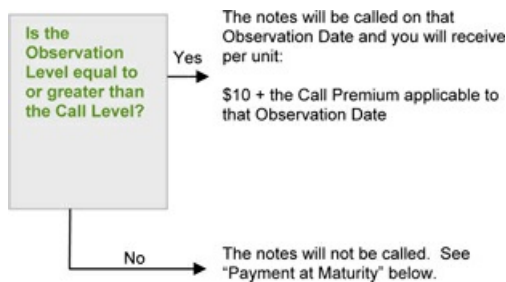 Is the
Observation
Level equal to
or greater than
the Call Level?
Yes
The notes will be called on that
Observation Date and you will receive
per unit:
$10 + the Call Premium applicable to
that Observation Date
No
The notes will not be called.  See
“Payment at Maturity” below.